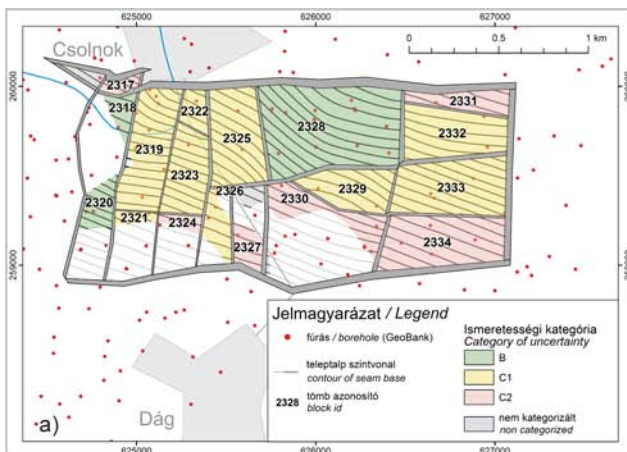 625000 626000 627000
Csolnok
0 0.5 1 km
260000
260000
2317
2318
2322
2331
2319
2325
2328
2332
2323
2320
2326
2329
2333
2330
2321
2324
2327
2334
259000
259000
Jelmagyarázat / Legend
fúrás / borehole (GeoBank)
teleptalp szintvonal
contour of seam base
2328 tömb azonosító
block id
Ismeretességi kategória
Category of uncertainty
B
C1
C2
nem kategorizált
non categorized
a)
Dág
625000 626000 627000